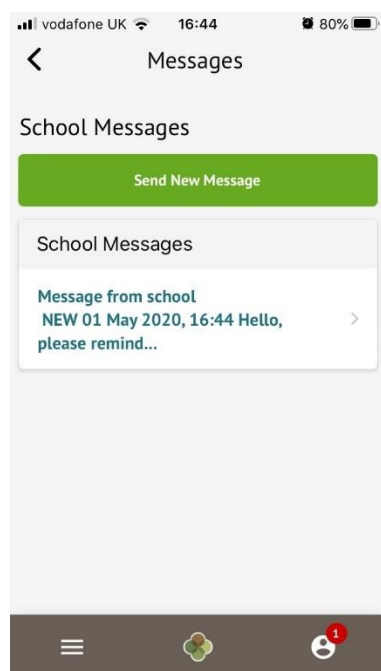 vodafone UK 16:44 80%
Messages
School Messages
Send New Message
School Messages
Message from school
NEW 01 May 2020, 16:44 Hello,
please remind...
1